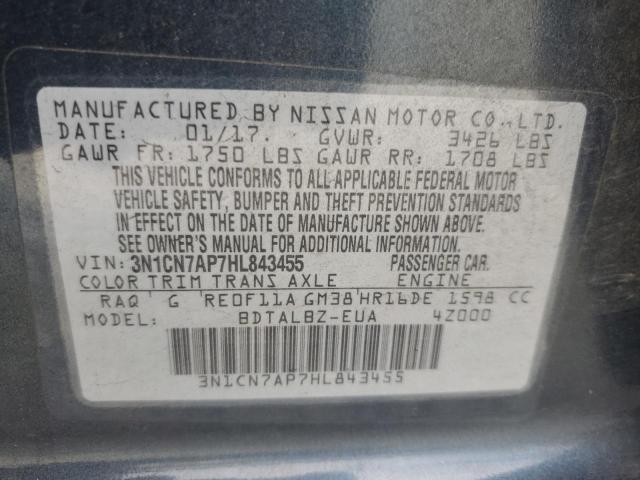 MANUFACTURED BY NISSAN MOTOR CO.,LTD.
DATE: 01/17. GVWR: 3426 LBS
GAWR FR: 1750 LBS GAWR RR: 1708 LBS
THIS VEHICLE CONFORMS TO ALL APPLICABLE FEDERAL MOTOR
VEHICLE SAFETY, BUMPER AND THEFT PREVENTION STANDARDS
IN EFFECT ON THE DATE OF MANUFACTURE SHOWN ABOVE.
SEE OWNER'S MANUAL FOR ADDITIONAL INFORMATION.
VIN: 3N1CN7AP7HL843455 PASSENGER CAR.
COLOR TRIM TRANS AXLE ENGINE
RAQ G RE0F11A GM38 HR16DE 1598 CC
MODEL: BDTALBZ-EUA 4Z000
3N1CN7AP7HL843455